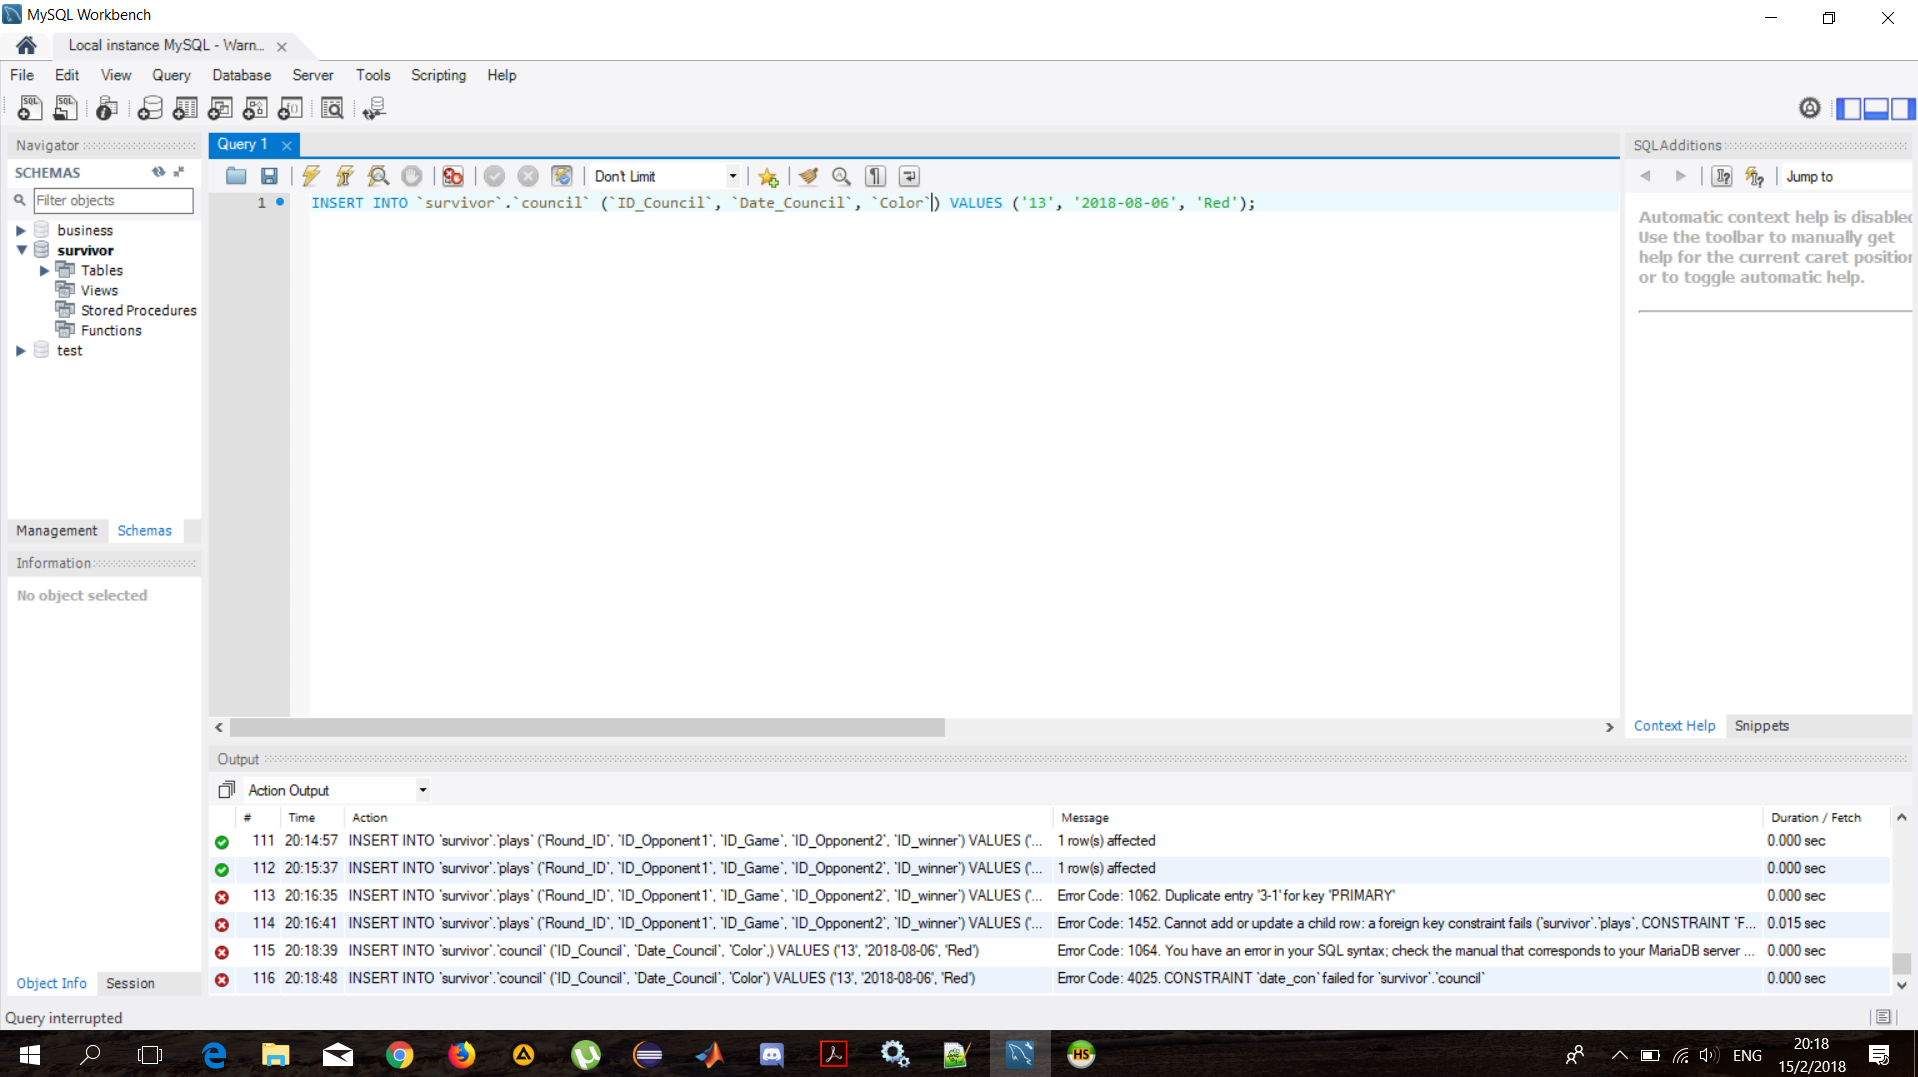 MySQL Workbench
Local instance MySQL - Warn...
File Edit View Query Database Server Tools Scripting Help
Navigator
SCHEMAS
Filter objects
business
survivor
Tables
Views
Stored Procedures
Functions
test
Management Schemas
Information
No object selected
Object Info Session
Query 1
Don't Limit
1 INSERT INTO `survivor`.`council` (`ID_Council`, `Date_Council`, `Color`) VALUES ('13', '2018-08-06', 'Red');
SQLAdditions
Jump to
Automatic context help is disabled
Use the toolbar to manually get
help for the current caret position
or to toggle automatic help.
Context Help Snippets
Output
Action Output
# Time Action Message Duration / Fetch
111 20:14:57 INSERT INTO `survivor`.`plays` (`Round_ID`, `ID_Opponent1`, `ID_Game`, `ID_Opponent2`, `ID_winner`) VALUES ('... 1 row(s) affected 0.000 sec
112 20:15:37 INSERT INTO `survivor`.`plays` (`Round_ID`, `ID_Opponent1`, `ID_Game`, `ID_Opponent2`, `ID_winner`) VALUES ('... 1 row(s) affected 0.000 sec
113 20:16:35 INSERT INTO `survivor`.`plays` (`Round_ID`, `ID_Opponent1`, `ID_Game`, `ID_Opponent2`, `ID_winner`) VALUES ('... Error Code: 1062. Duplicate entry '3-1' for key 'PRIMARY' 0.000 sec
114 20:16:41 INSERT INTO `survivor`.`plays` (`Round_ID`, `ID_Opponent1`, `ID_Game`, `ID_Opponent2`, `ID_winner`) VALUES ('... Error Code: 1452. Cannot add or update a child row: a foreign key constraint fails (`survivor`.`plays`, CONSTRAINT `F... 0.015 sec
115 20:18:39 INSERT INTO `survivor`.`council` (`ID_Council`, `Date_Council`, `Color`,) VALUES ('13', '2018-08-06', 'Red') Error Code: 1064. You have an error in your SQL syntax; check the manual that corresponds to your MariaDB server ... 0.000 sec
116 20:18:48 INSERT INTO `survivor`.`council` (`ID_Council`, `Date_Council`, `Color`) VALUES ('13', '2018-08-06', 'Red') Error Code: 4025. CONSTRAINT `date_con` failed for `survivor`.`council` 0.000 sec
Query interrupted
HS
ENG
20:18
15/2/2018